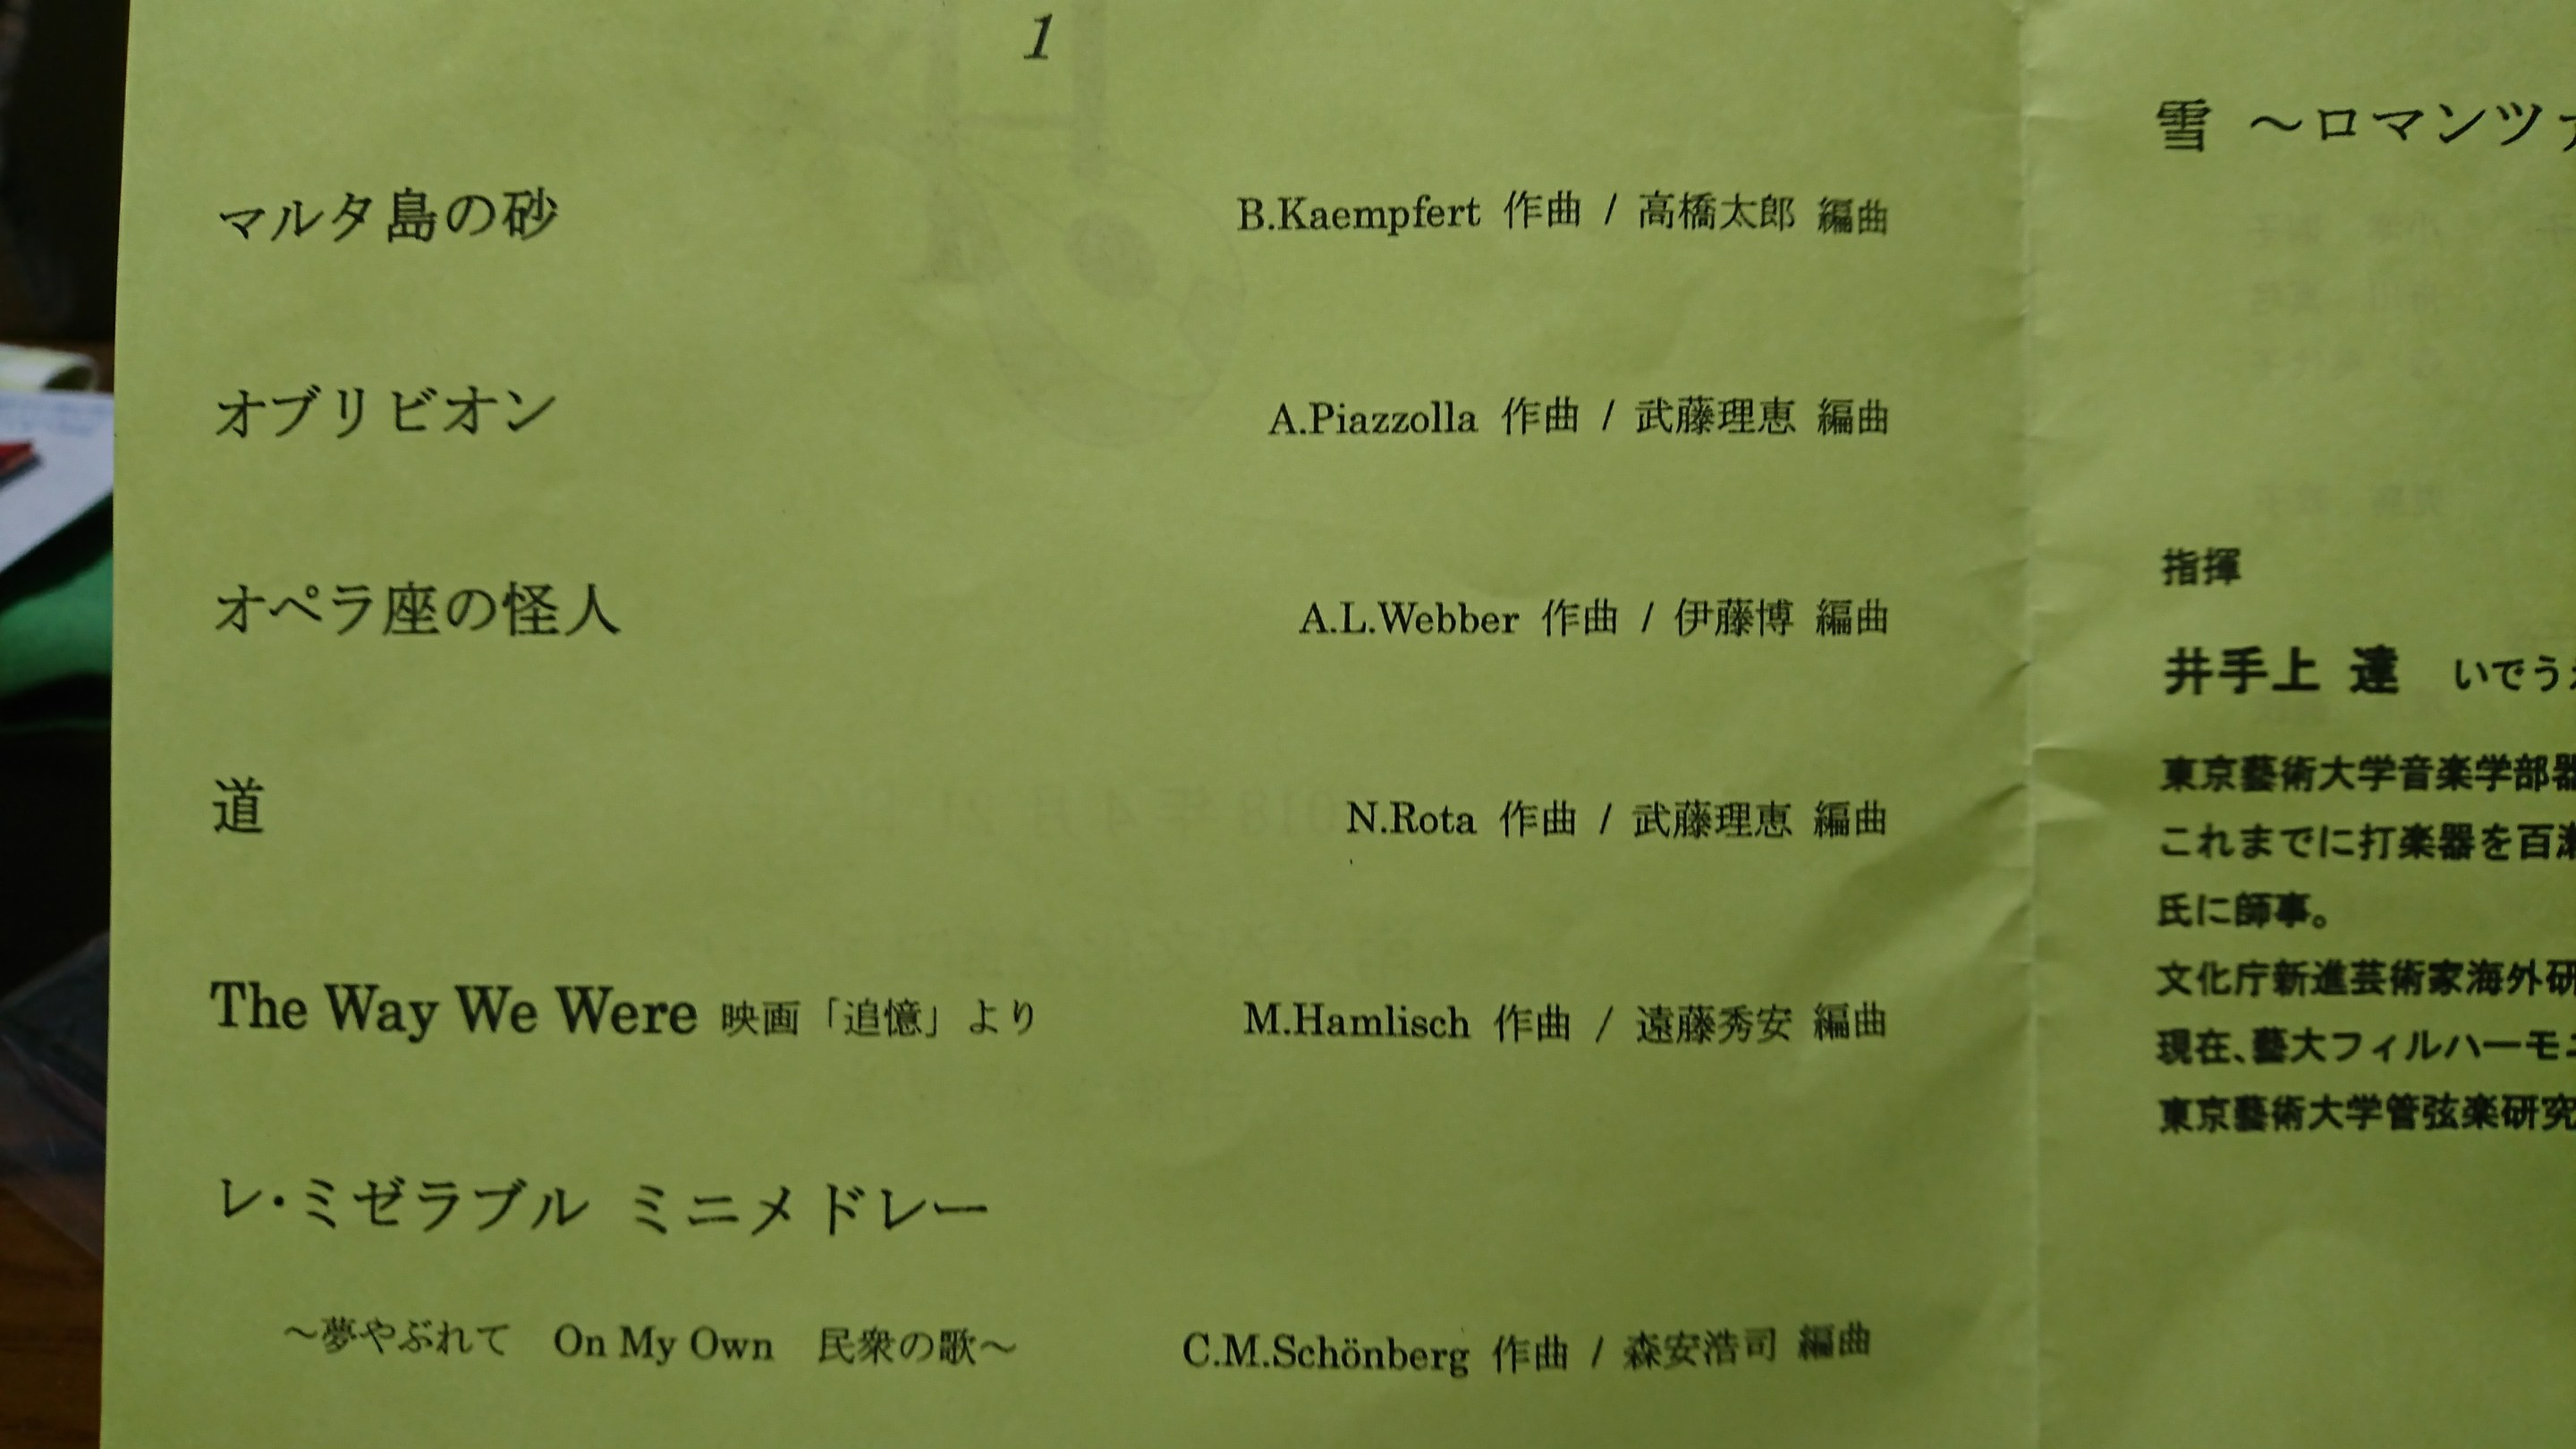 1
マルタ島の砂 B.Kaempfert 作曲 / 高橋太郎 編曲
オブリビオン A.Piazzolla 作曲 / 武藤理恵 編曲
オペラ座の怪人 A.L.Webber 作曲 / 伊藤博 編曲
道 N.Rota 作曲 / 武藤理恵 編曲
The Way We Were 映画「追憶」より M.Hamlisch 作曲 / 遠藤秀安 編曲
レ・ミゼラブル ミニメドレー
～夢やぶれて On My Own 民衆の歌～ C.M.Schönberg 作曲 / 森安浩司 編曲
雪 ～ロマンツ
指揮
井手上 達 いでう
東京藝術大学音楽学部器
これまでに打楽器を百瀬
氏に師事。
文化庁新進芸術家海外研
現在、藝大フィルハーモニ
東京藝術大学管弦楽研究